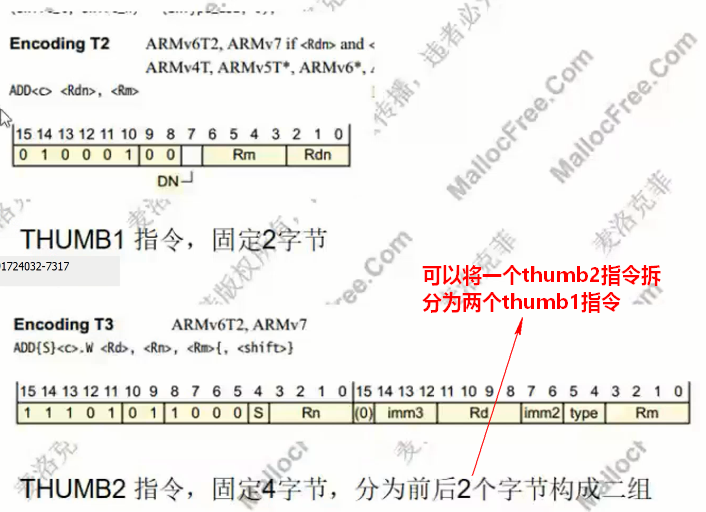 Encoding T2 ARMv6T2, ARMv7 if <Rdn> and <
ARMv4T, ARMv5T*, ARMv6*,
ADD<c> <Rdn>, <Rm>
15 14 13 12 11 10 9 8 7 6 5 4 3 2 1 0
0 1 0 0 0 1 0 0 Rm Rdn
DN
THUMB1 指令，固定2字节
01724032-7317
可以将一个thumb2指令拆
分为两个thumb1指令
Encoding T3 ARMv6T2, ARMv7
ADD{S}<c>.W <Rd>, <Rn>, <Rm>{, <shift>}
15 14 13 12 11 10 9 8 7 6 5 4 3 2 1 0 15 14 13 12 11 10 9 8 7 6 5 4 3 2 1 0
1 1 1 0 1 0 1 1 0 0 0 S Rn (0) imm3 Rd imm2 type Rm
THUMB2 指令，固定4字节，分为前后2个字节构成二组
MallocFree.Com
MallocFree.Com
麦洛克菲